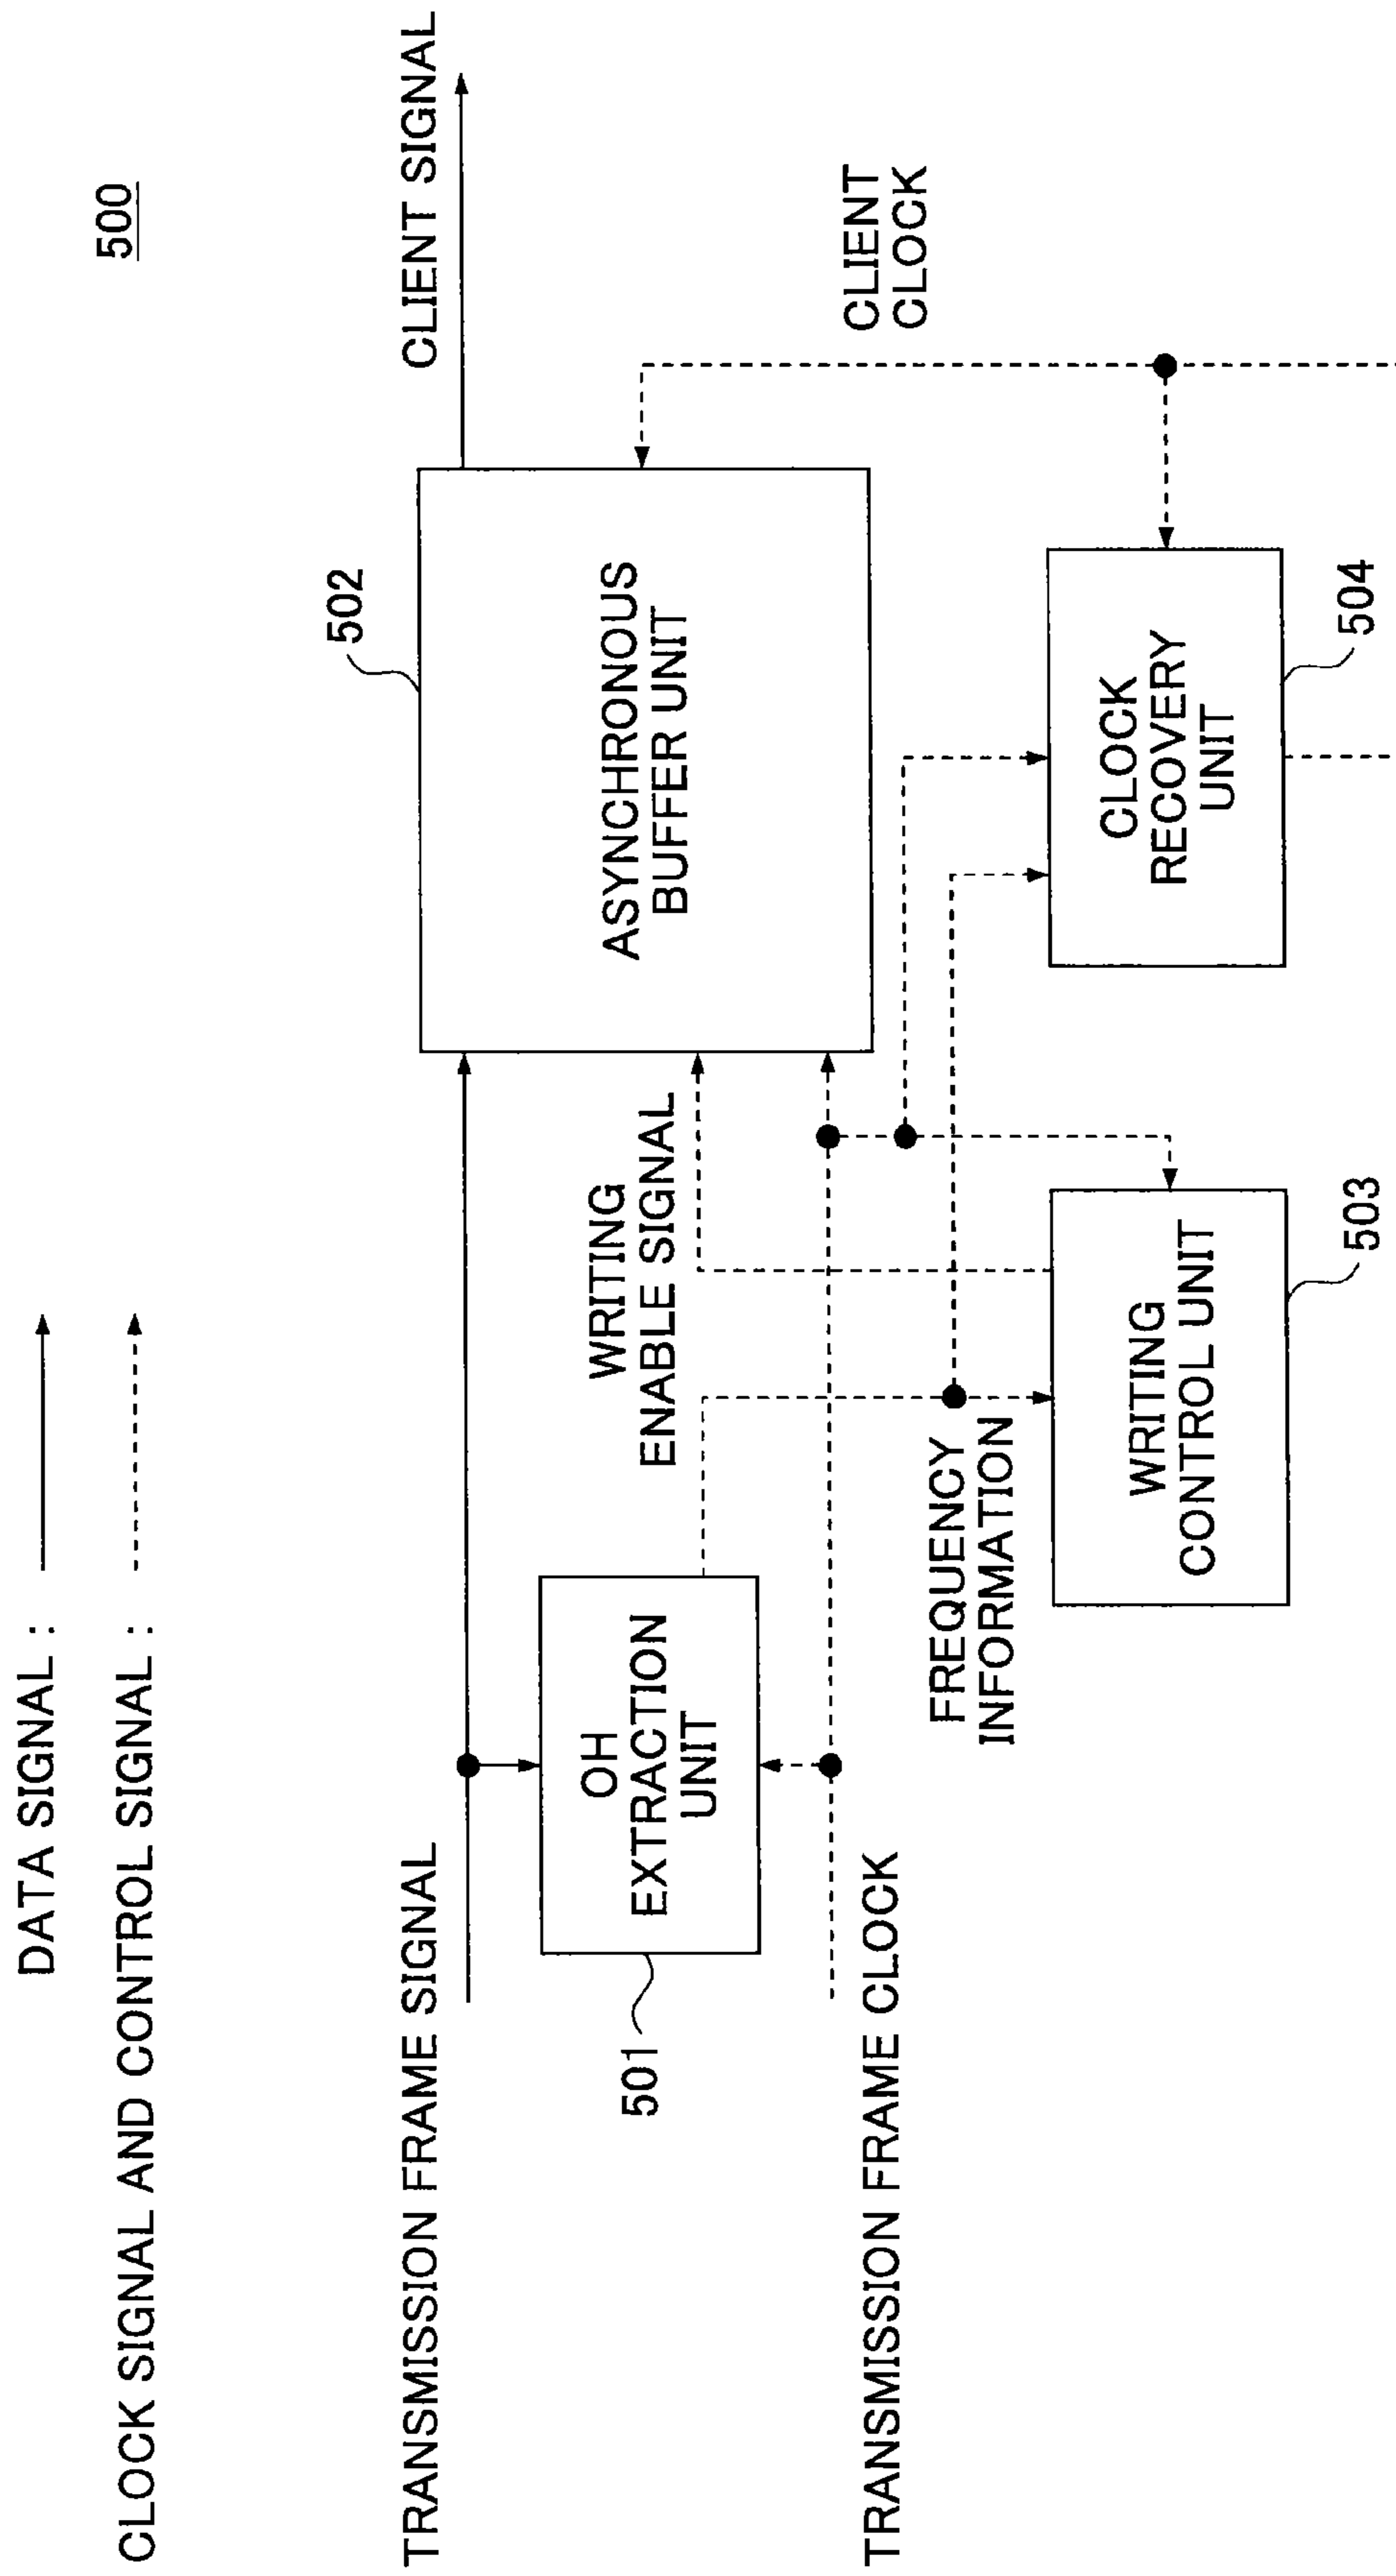 500
DATA SIGNAL :
CLOCK SIGNAL AND CONTROL SIGNAL :
TRANSMISSION FRAME SIGNAL
CLIENT SIGNAL
502
ASYNCHRONOUS
BUFFER UNIT
OH
EXTRACTION
UNIT
501
WRITING
ENABLE SIGNAL
TRANSMISSION FRAME CLOCK
CLIENT
CLOCK
FREQUENCY
INFORMATION
WRITING
CONTROL UNIT
503
CLOCK
RECOVERY
UNIT
504